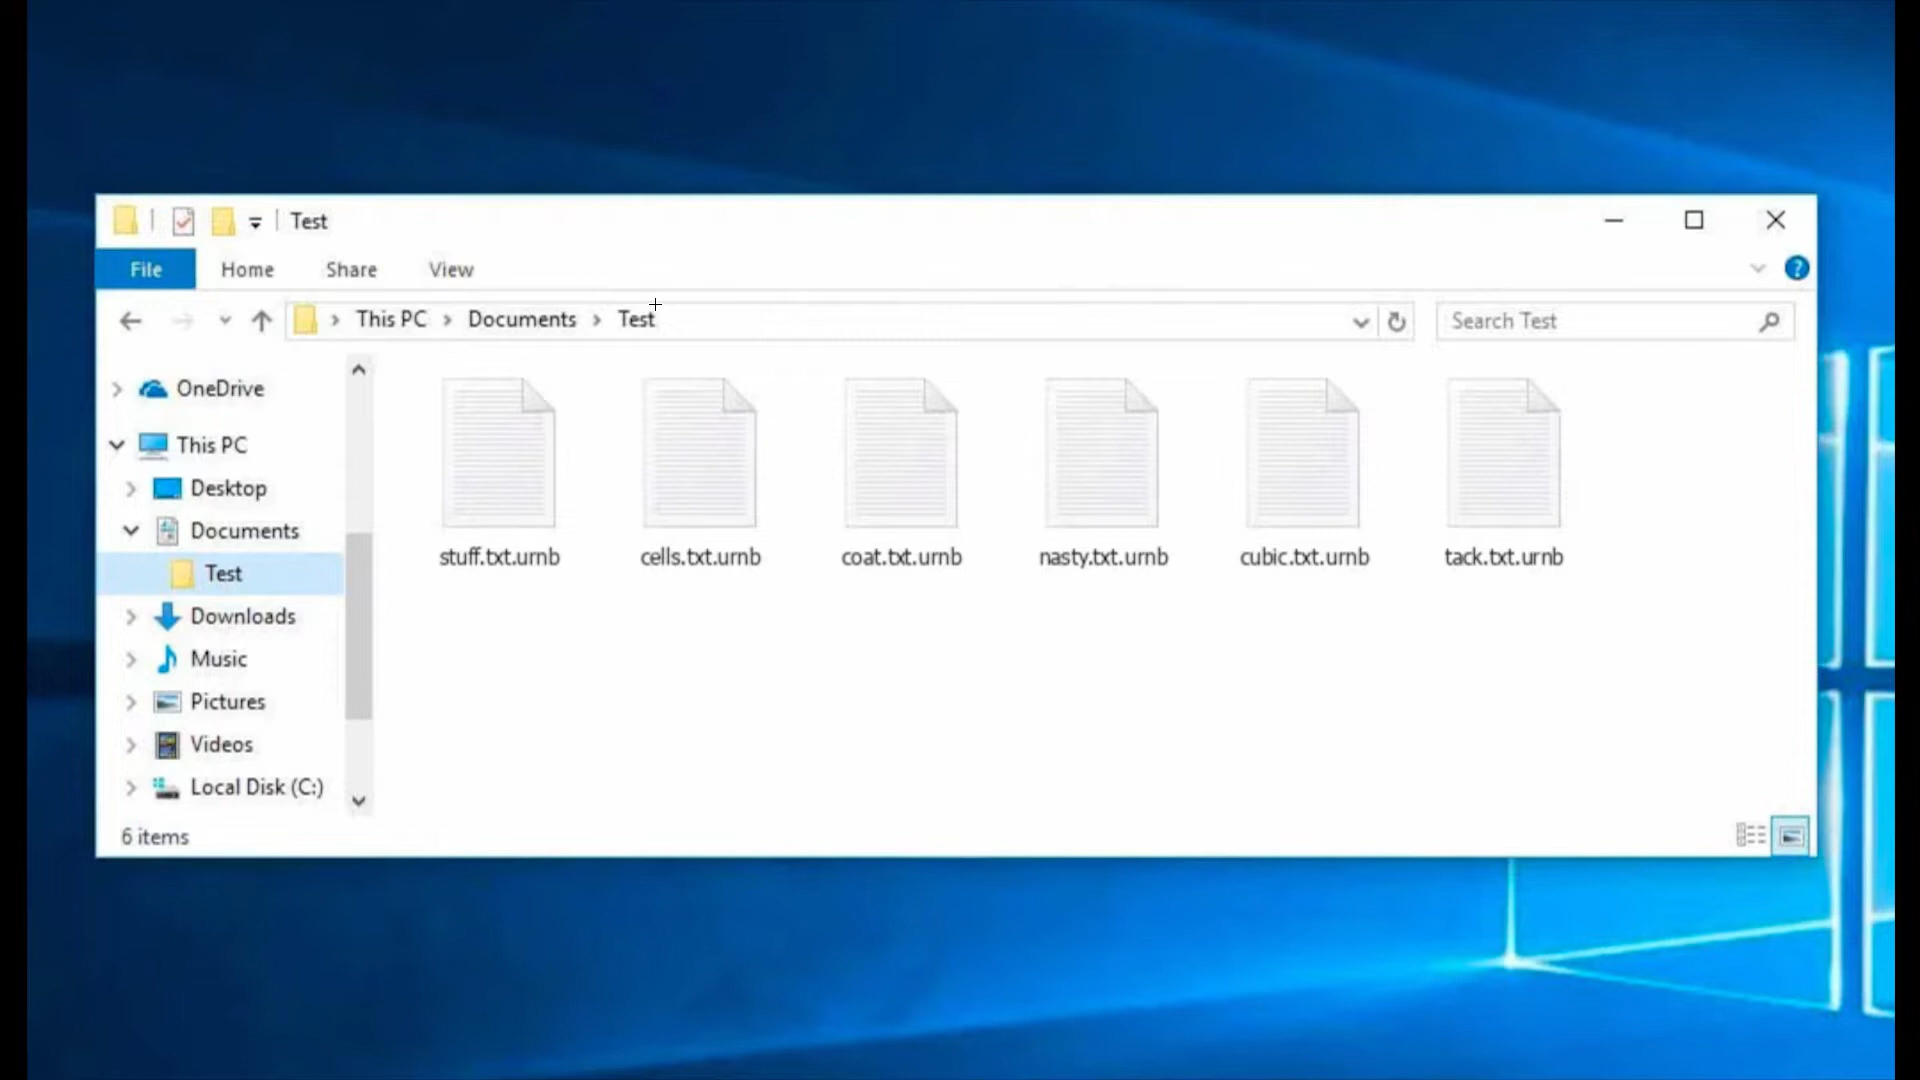 Test
File Home Share View
This PC Documents Test
Search Test
OneDrive
This PC
Desktop
Documents
Test
Downloads
Music
Pictures
Videos
Local Disk (C:)
stuff.txt.urnb cells.txt.urnb coat.txt.urnb nasty.txt.urnb cubic.txt.urnb tack.txt.urnb
6 items